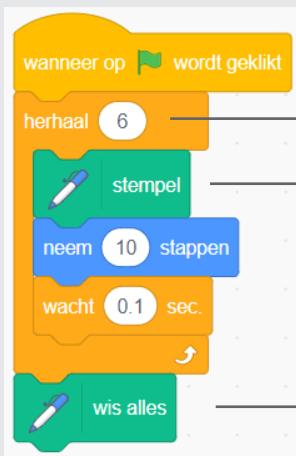 wanneer op wordt geklikt
herhaal 6
stempel
neem 10 stappen
wacht 0.1 sec.
wis alles